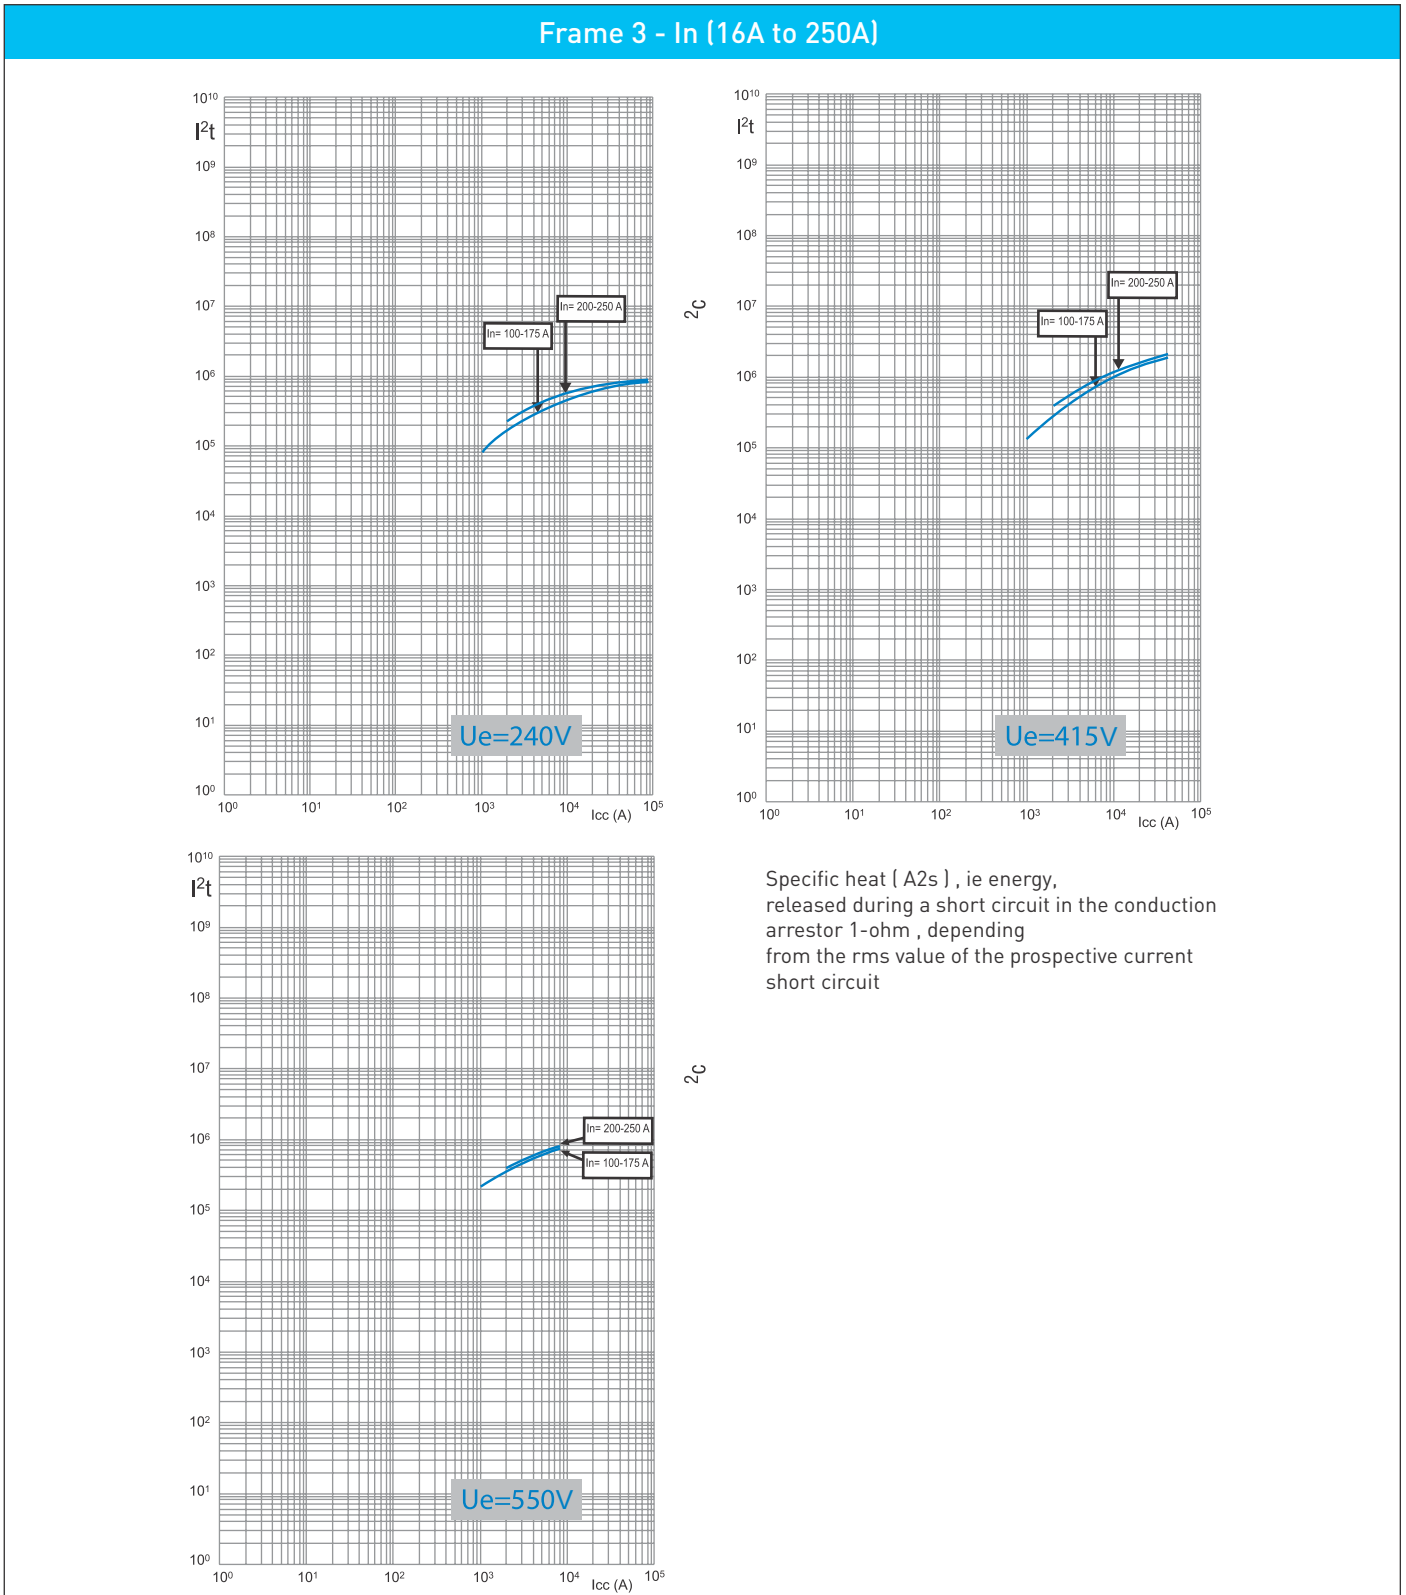 Frame 3 - In (16A to 250A)
10¹⁰
I²t
10⁹
10⁸
10⁷
10⁶
10⁵
10⁴
10³
10²
10¹
10⁰
In= 200-250 A
In= 100-175 A
Ue=240V
10⁰ 10¹ 10² 10³ 10⁴ 10⁵
Icc (A)
²C
10¹⁰
I²t
10⁹
10⁸
10⁷
10⁶
10⁵
10⁴
10³
10²
10¹
10⁰
In= 200-250 A
In= 100-175 A
Ue=415V
10⁰ 10¹ 10² 10³ 10⁴ 10⁵
Icc (A)
10¹⁰
I²t
10⁹
10⁸
10⁷
10⁶
10⁵
10⁴
10³
10²
10¹
10⁰
In= 200-250 A
In= 100-175 A
Ue=550V
10⁰ 10¹ 10² 10³ 10⁴ 10⁵
Icc (A)
²C
Specific heat ( A2s ) , ie energy,
released during a short circuit in the conduction
arrestor 1-ohm , depending
from the rms value of the prospective current
short circuit